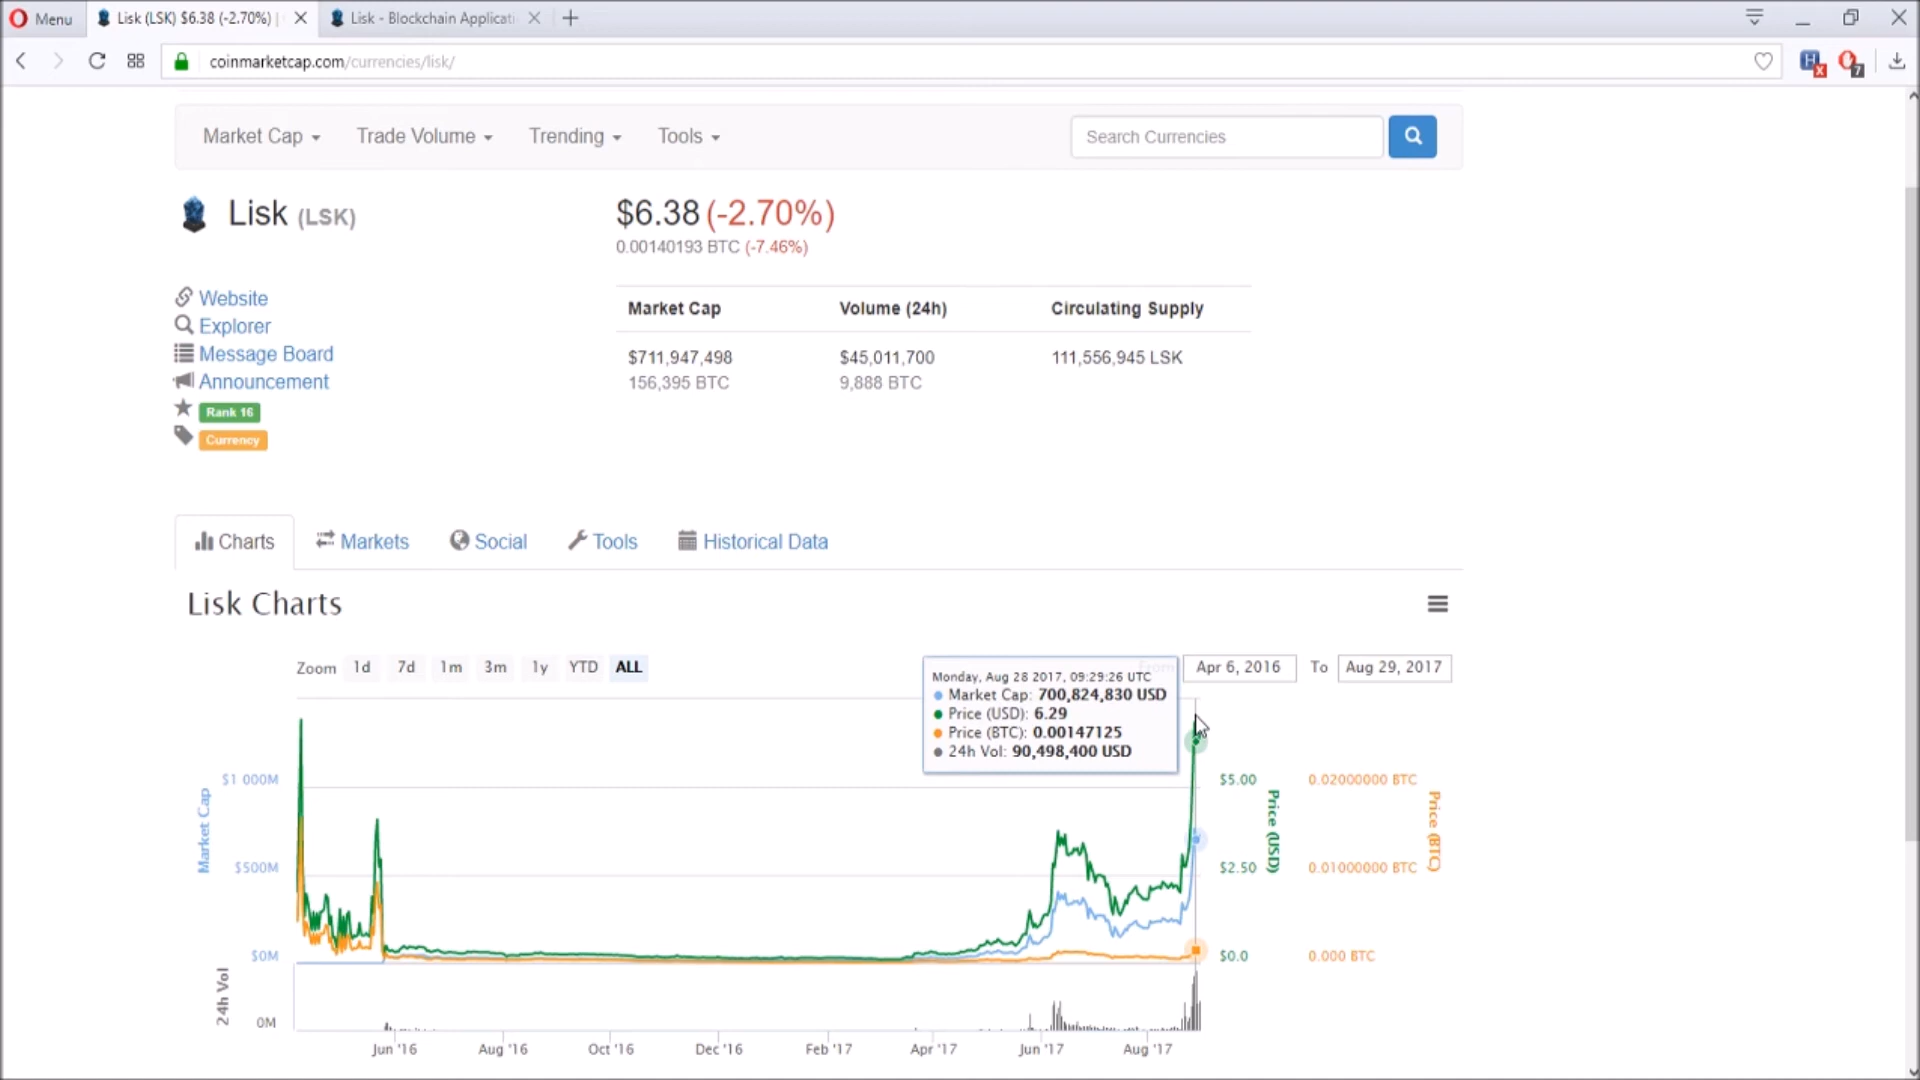 Menu
Lisk (LSK) $6.38 (-2.70%) |
Lisk - Blockchain Applicati
coinmarketcap.com/currencies/lisk/
H x 7
Market Cap Trade Volume Trending Tools
Search Currencies
Lisk (LSK)
$6.38 (-2.70%)
0.00140193 BTC (-7.46%)
Website
Explorer
Message Board
Announcement
Rank 16
Currency
Market Cap Volume (24h) Circulating Supply
$711,947,498 $45,011,700 111,556,945 LSK
156,395 BTC 9,888 BTC
Charts Markets Social Tools Historical Data
Lisk Charts
Zoom 1d 7d 1m 3m 1y YTD ALL
From Apr 6, 2016 To Aug 29, 2017
Monday, Aug 28 2017, 09:29:26 UTC
Market Cap: 700,824,830 USD
Price (USD): 6.29
Price (BTC): 0.00147125
24h Vol: 90,498,400 USD
Market Cap
$1 000M
$500M
$0M
24h Vol
0M
$5.00
$2.50
$0.0
Price (USD)
0.02000000 BTC
0.01000000 BTC
0.000 BTC
Price (BTC)
Jun '16 Aug '16 Oct '16 Dec '16 Feb '17 Apr '17 Jun '17 Aug '17